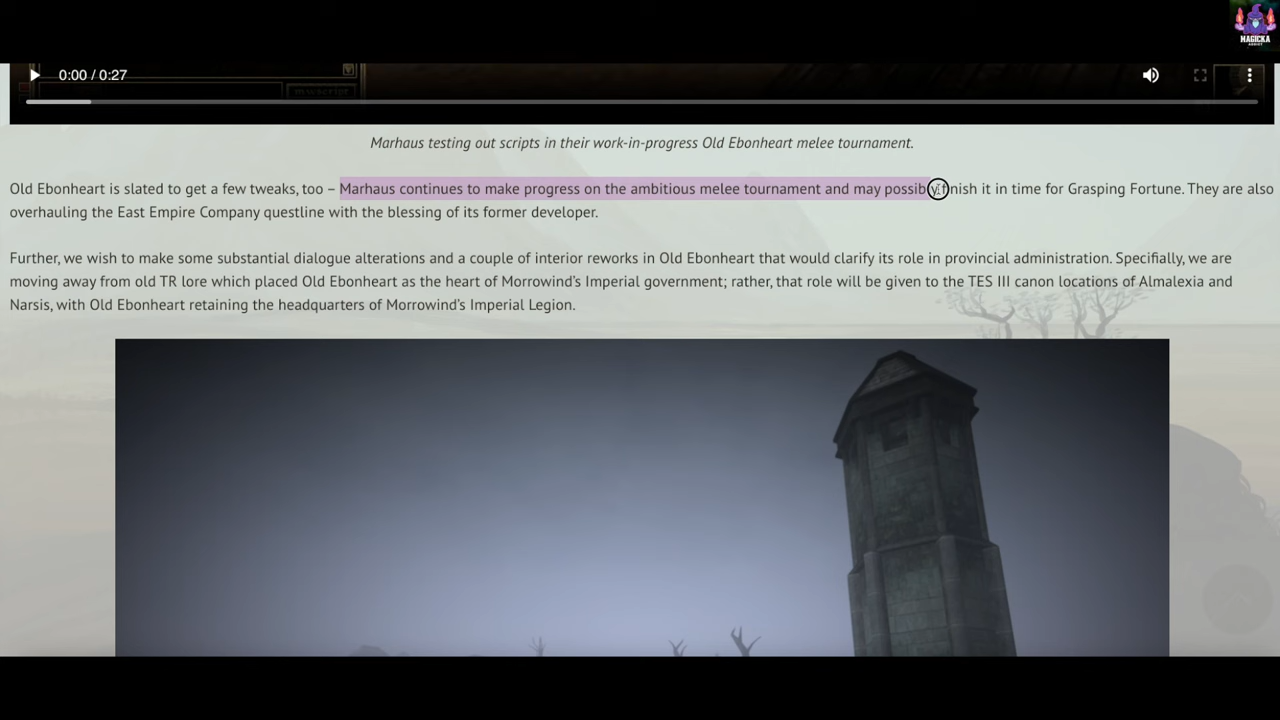 MAGICKA
ADDICT
0:00 / 0:27
Marhaus testing out scripts in their work-in-progress Old Ebonheart melee tournament.
Old Ebonheart is slated to get a few tweaks, too – Marhaus continues to make progress on the ambitious melee tournament and may possibly finish it in time for Grasping Fortune. They are also
overhauling the East Empire Company questline with the blessing of its former developer.
Further, we wish to make some substantial dialogue alterations and a couple of interior reworks in Old Ebonheart that would clarify its role in provincial administration. Specifially, we are
moving away from old TR lore which placed Old Ebonheart as the heart of Morrowind's Imperial government; rather, that role will be given to the TES III canon locations of Almalexia and
Narsis, with Old Ebonheart retaining the headquarters of Morrowind's Imperial Legion.